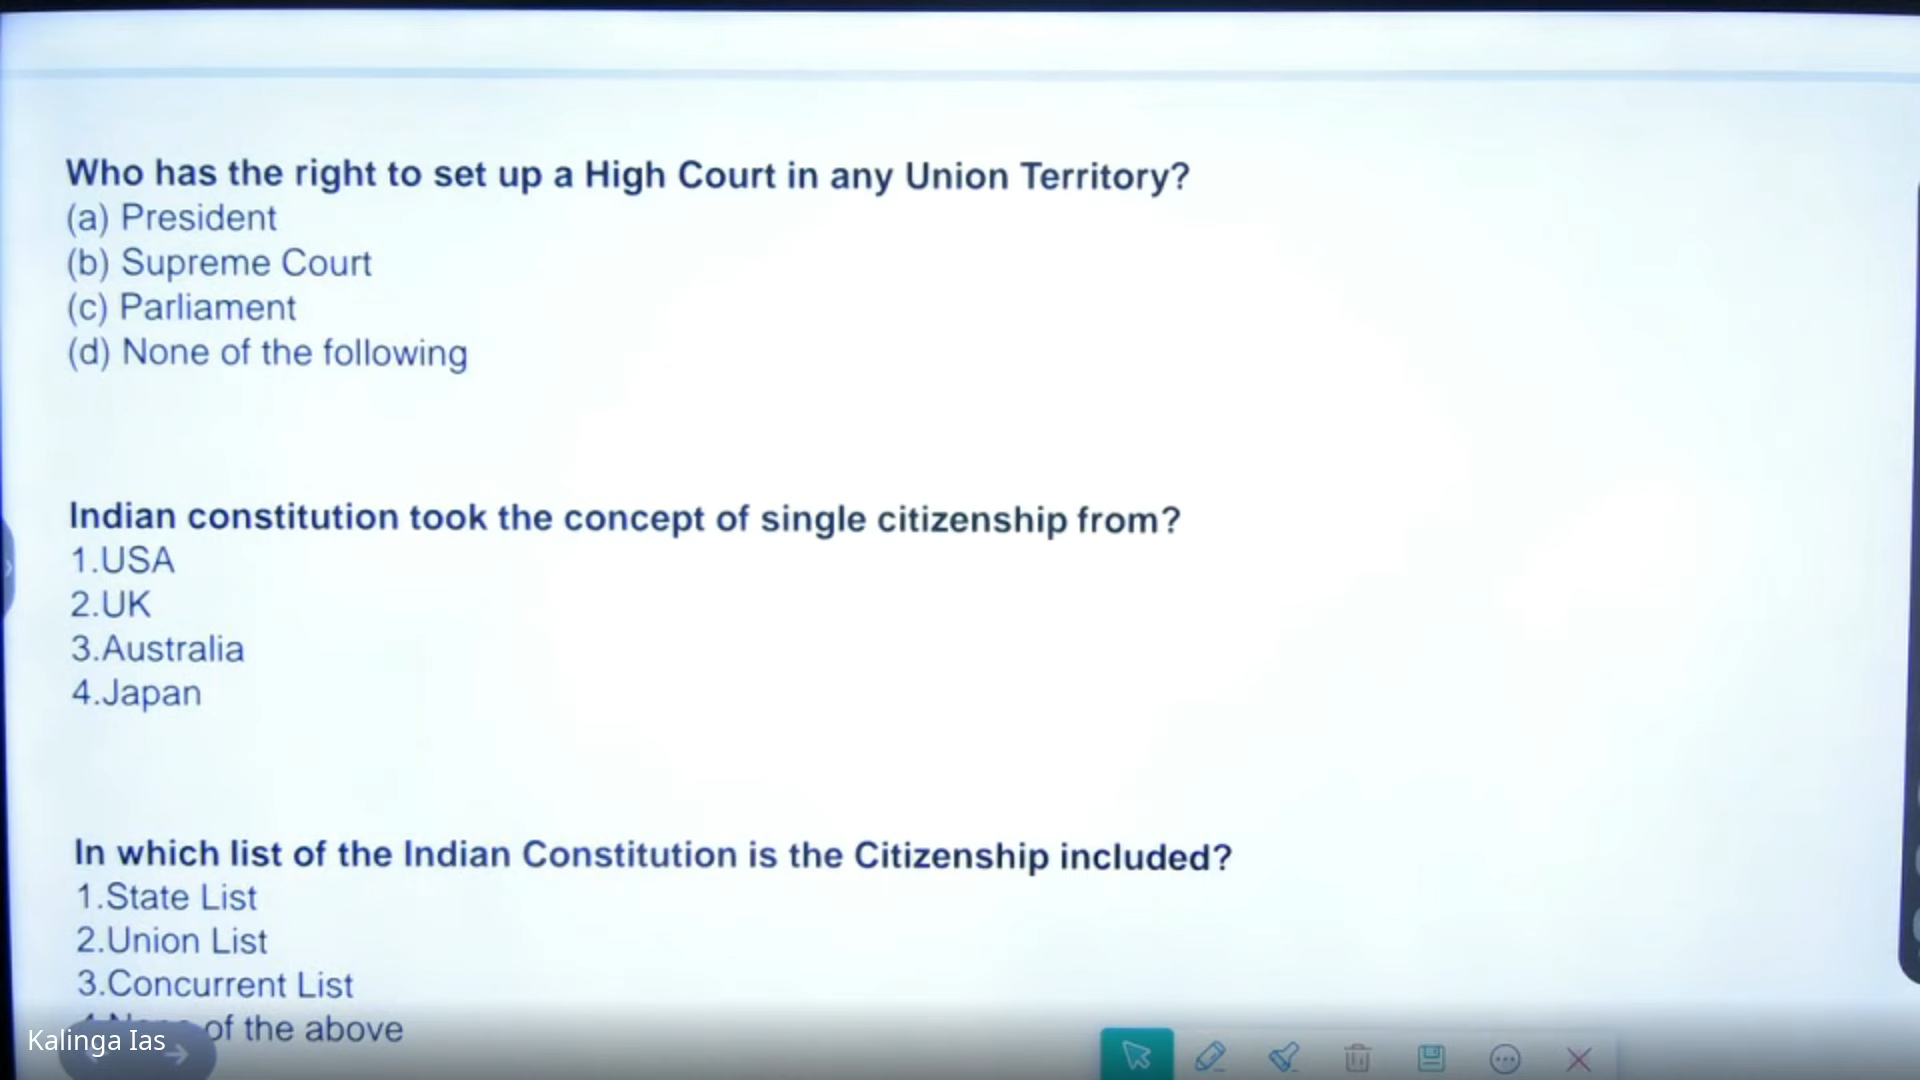 Who has the right to set up a High Court in any Union Territory?
(a) President
(b) Supreme Court
(c) Parliament
(d) None of the following
Indian constitution took the concept of single citizenship from?
1.USA
2.UK
3.Australia
4.Japan
In which list of the Indian Constitution is the Citizenship included?
1.State List
2.Union List
3.Concurrent List
of the above
Kalinga Ias